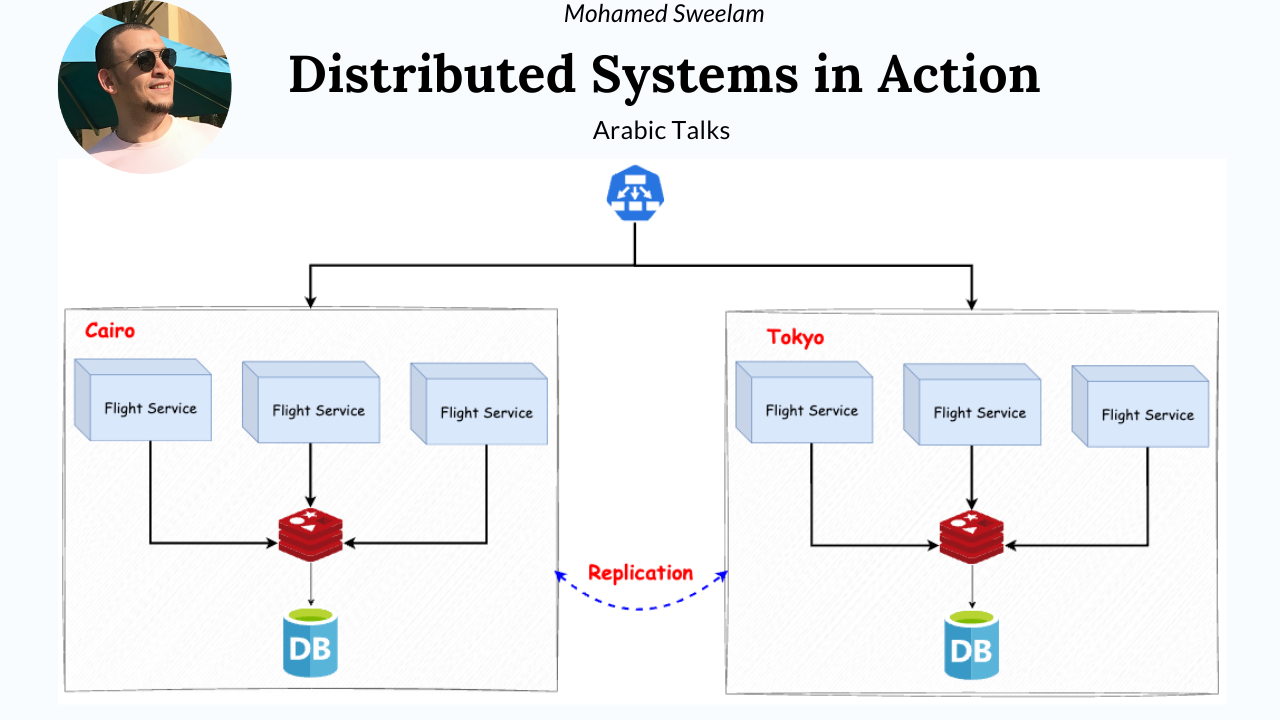 Mohamed Sweelam
Distributed Systems in Action
Arabic Talks
Cairo
Flight Service
Flight Service
Flight Service
DB
Replication
Tokyo
Flight Service
Flight Service
Flight Service
DB